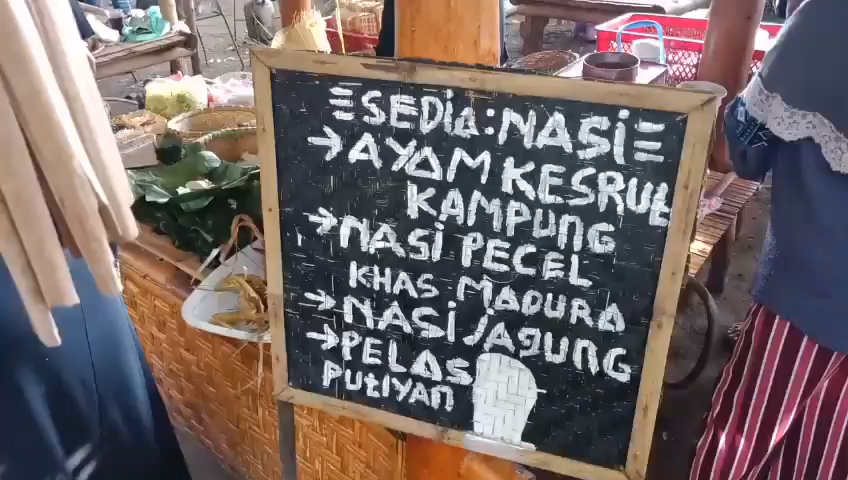 SEDIA: NASI
→ AYAM KESRUT
KAMPUNG
→ NASI PECEL
KHAS MADURA
→ NASI JAGUNG
→ PELAS
PUTIYAN